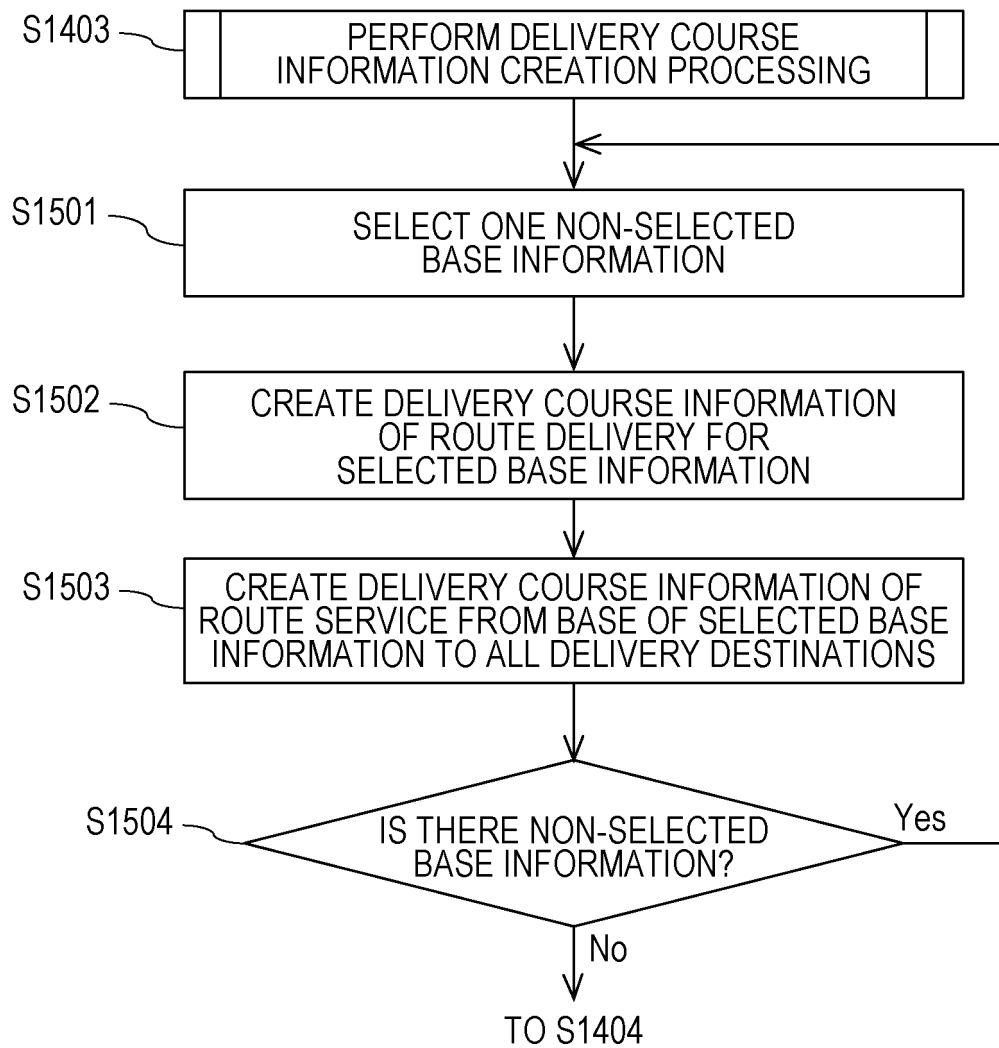 S1403
PERFORM DELIVERY COURSE
INFORMATION CREATION PROCESSING
S1501
SELECT ONE NON-SELECTED
BASE INFORMATION
S1502
CREATE DELIVERY COURSE INFORMATION
OF ROUTE DELIVERY FOR
SELECTED BASE INFORMATION
S1503
CREATE DELIVERY COURSE INFORMATION OF
ROUTE SERVICE FROM BASE OF SELECTED BASE
INFORMATION TO ALL DELIVERY DESTINATIONS
S1504
IS THERE NON-SELECTED
BASE INFORMATION?
Yes
No
TO S1404